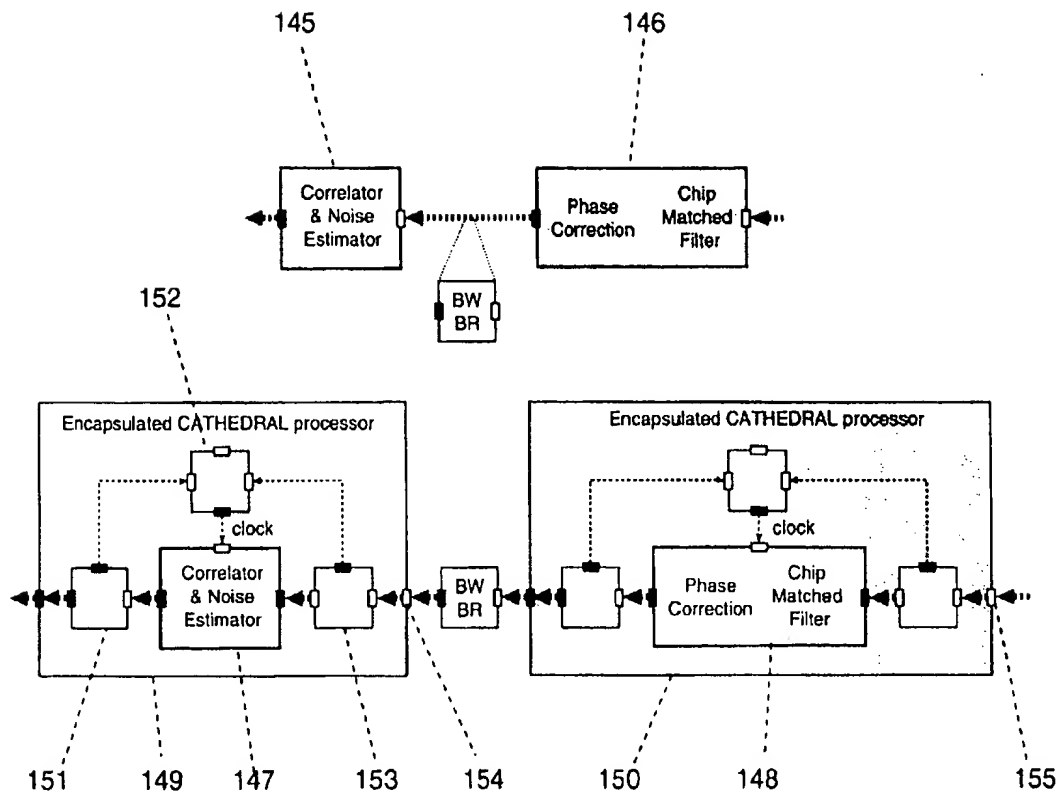 145
146
Correlator
& Noise
Estimator
Phase
Correction
Chip
Matched
Filter
BW
BR
152
Encapsulated CATHEDRAL processor
clock
Correlator
& Noise
Estimator
BW
BR
Encapsulated CATHEDRAL processor
clock
Phase
Correction
Chip
Matched
Filter
151
149
147
153
154
150
148
155